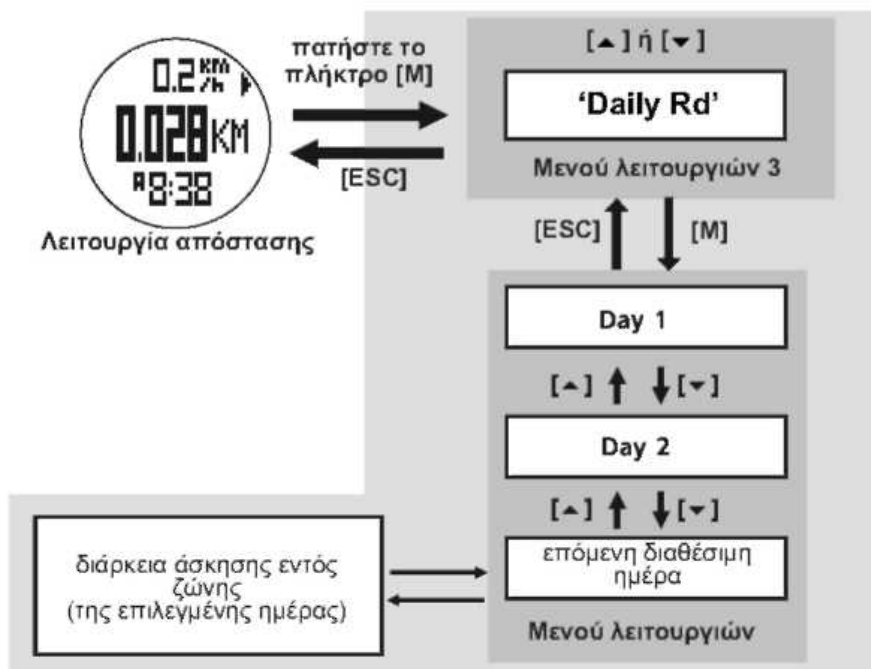 0.2 KM/h
0.028 KM
A8:38
Λειτουργία απόστασης
πατήστε το
πλήκτρο [M]
[ESC]
[▲] ή [▼]
‘Daily Rd’
Μενού λειτουργιών 3
[ESC]
[M]
Day 1
[▲] [▼]
Day 2
[▲] [▼]
επόμενη διαθέσιμη
ημέρα
Μενού λειτουργιών
διάρκεια άσκησης εντός
ζώνης
(της επιλεγμένης ημέρας)